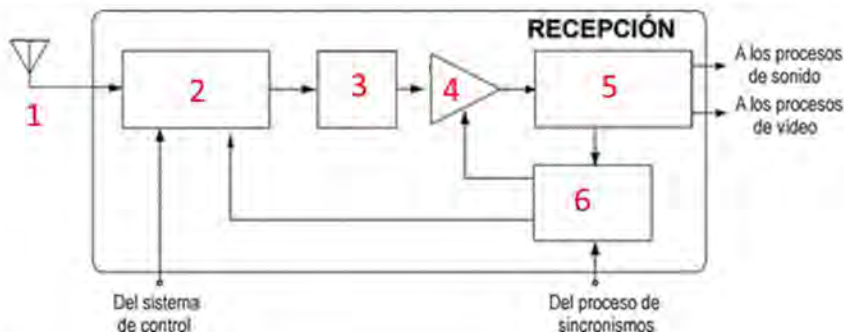 RECEPCIÓN
1
2
3
4
5
6
A los procesos
de sonido
A los procesos
de vídeo
Del sistema
de control
Del proceso de
sincronismos